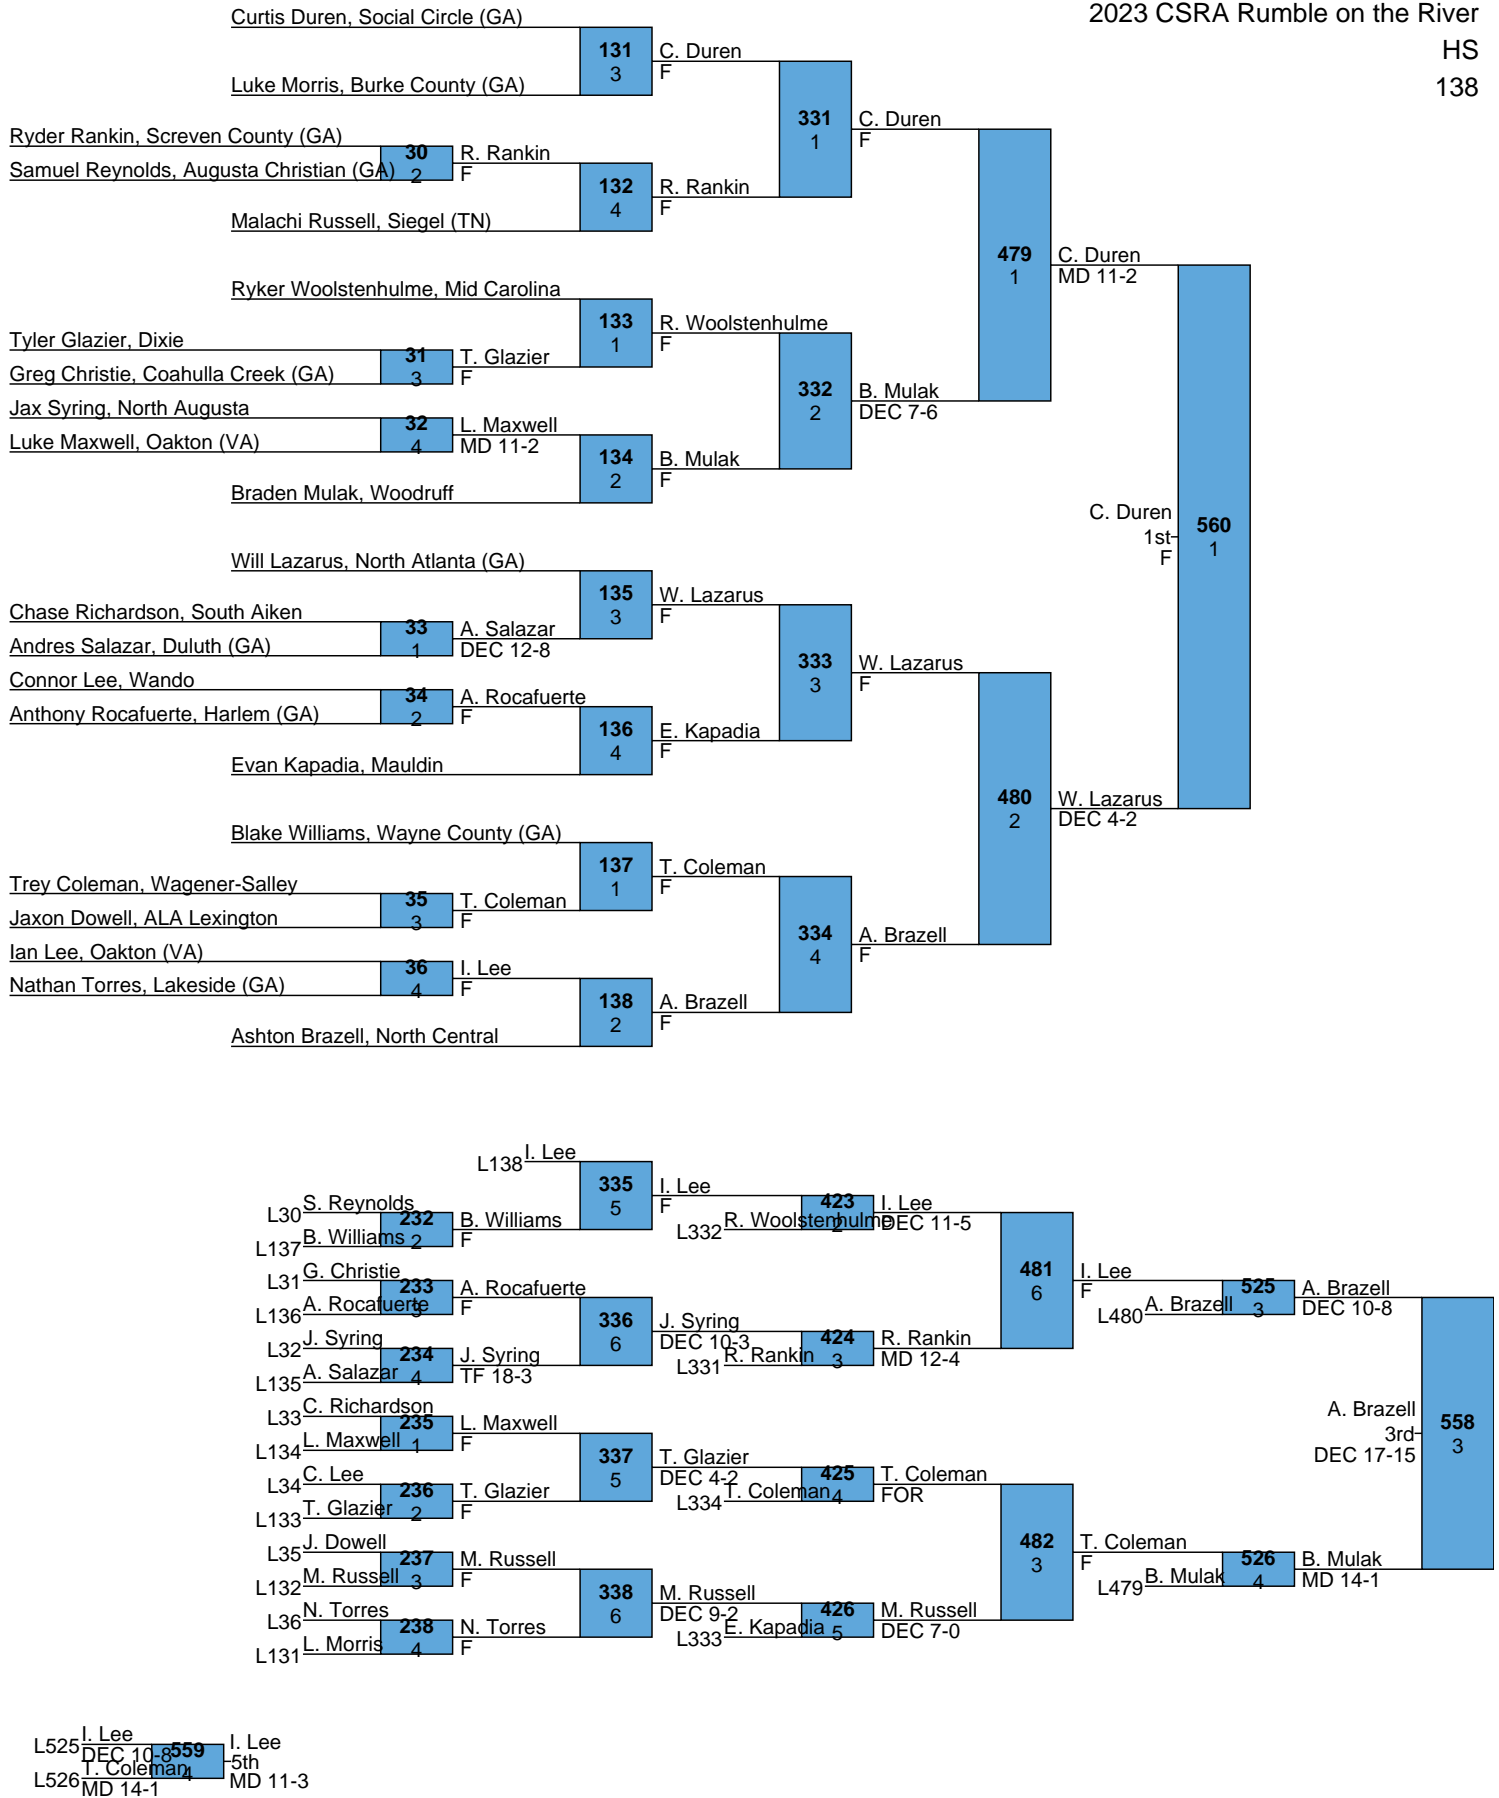 2023 CSRA Rumble on the River
HS
138
Curtis Duren, Social Circle (GA)
131
3
C. Duren
F
Luke Morris, Burke County (GA)
331
1
C. Duren
F
Ryder Rankin, Screven County (GA)
30
2
R. Rankin
F
Samuel Reynolds, Augusta Christian (GA)
132
4
R. Rankin
F
Malachi Russell, Siegel (TN)
479
1
C. Duren
MD 11-2
Ryker Woolstenhulme, Mid Carolina
133
1
R. Woolstenhulme
F
Tyler Glazier, Dixie
31
3
T. Glazier
F
Greg Christie, Coahulla Creek (GA)
332
2
B. Mulak
DEC 7-6
Jax Syring, North Augusta
32
4
L. Maxwell
MD 11-2
Luke Maxwell, Oakton (VA)
134
2
B. Mulak
F
Braden Mulak, Woodruff
C. Duren
1st
F
560
1
Will Lazarus, North Atlanta (GA)
135
3
W. Lazarus
F
Chase Richardson, South Aiken
33
1
A. Salazar
DEC 12-8
Andres Salazar, Duluth (GA)
333
3
W. Lazarus
F
Connor Lee, Wando
34
2
A. Rocafuerte
F
Anthony Rocafuerte, Harlem (GA)
136
4
E. Kapadia
F
Evan Kapadia, Mauldin
480
2
W. Lazarus
DEC 4-2
Blake Williams, Wayne County (GA)
137
1
T. Coleman
F
Trey Coleman, Wagener-Salley
35
3
T. Coleman
F
Jaxon Dowell, ALA Lexington
334
4
A. Brazell
F
Ian Lee, Oakton (VA)
36
4
I. Lee
F
Nathan Torres, Lakeside (GA)
138
2
A. Brazell
F
Ashton Brazell, North Central
L138
I. Lee
335
5
I. Lee
F
L30
S. Reynolds
232
2
B. Williams
F
L137
B. Williams
L332
R. Woolstenhulme
423
2
I. Lee
DEC 11-5
L31
G. Christie
233
3
A. Rocafuerte
F
L136
A. Rocafuerte
481
6
I. Lee
F
336
6
J. Syring
DEC 10-3
L32
J. Syring
234
4
J. Syring
TF 18-3
L135
A. Salazar
L331
R. Rankin
424
3
R. Rankin
MD 12-4
L480
A. Brazell
525
3
A. Brazell
DEC 10-8
L33
C. Richardson
235
1
L. Maxwell
F
L134
L. Maxwell
337
5
T. Glazier
DEC 4-2
L34
C. Lee
236
2
T. Glazier
F
L133
T. Glazier
L334
T. Coleman
425
4
T. Coleman
FOR
A. Brazell
3rd
DEC 17-15
558
3
L35
J. Dowell
237
3
M. Russell
F
L132
M. Russell
482
3
T. Coleman
F
338
6
M. Russell
DEC 9-2
L36
N. Torres
238
4
N. Torres
F
L131
L. Morris
L333
E. Kapadia
426
5
M. Russell
DEC 7-0
L479
B. Mulak
526
4
B. Mulak
MD 14-1
L525
I. Lee
DEC 10-8
559
4
I. Lee
5th
MD 11-3
L526
T. Coleman
MD 14-1